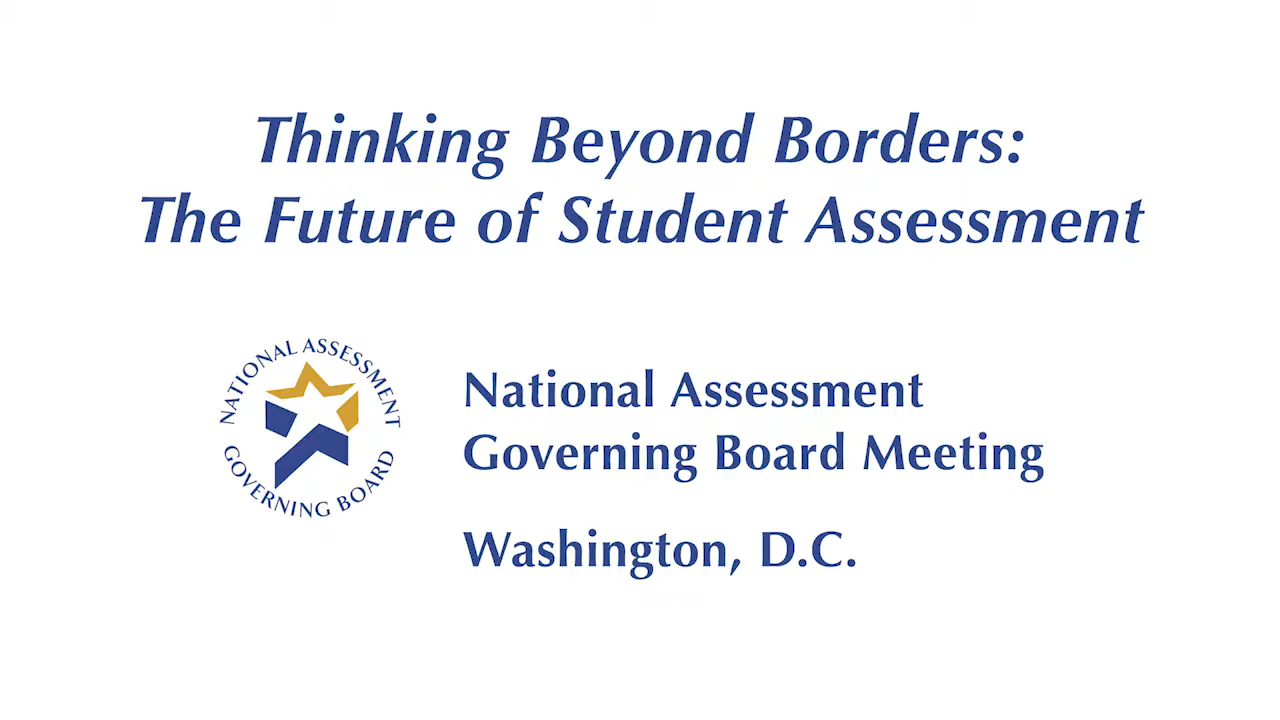 Thinking Beyond Borders:
The Future of Student Assessment
NATIONAL ASSESSMENT
GOVERNING BOARD
National Assessment
Governing Board Meeting
Washington, D.C.